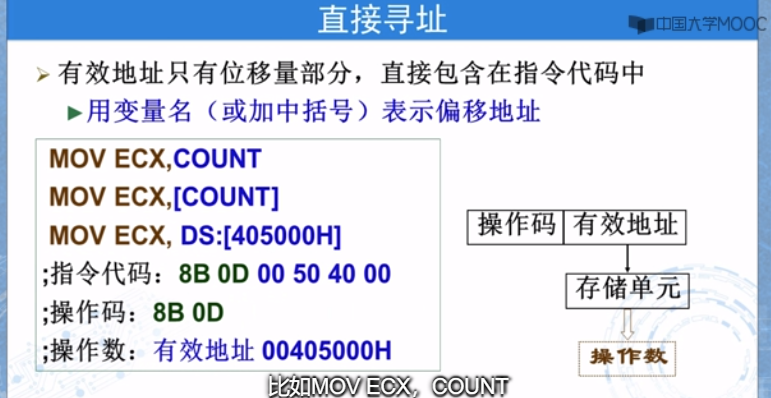 直接寻址
中国大学MOOC
有效地址只有位移量部分，直接包含在指令代码中
用变量名（或加中括号）表示偏移地址
MOV ECX,COUNT
MOV ECX,[COUNT]
MOV ECX, DS:[405000H]
;指令代码：8B 0D 00 50 40 00
;操作码：8B 0D
;操作数：有效地址 00405000H
操作码 有效地址
存储单元
操作数
比如MOV ECX，COUNT